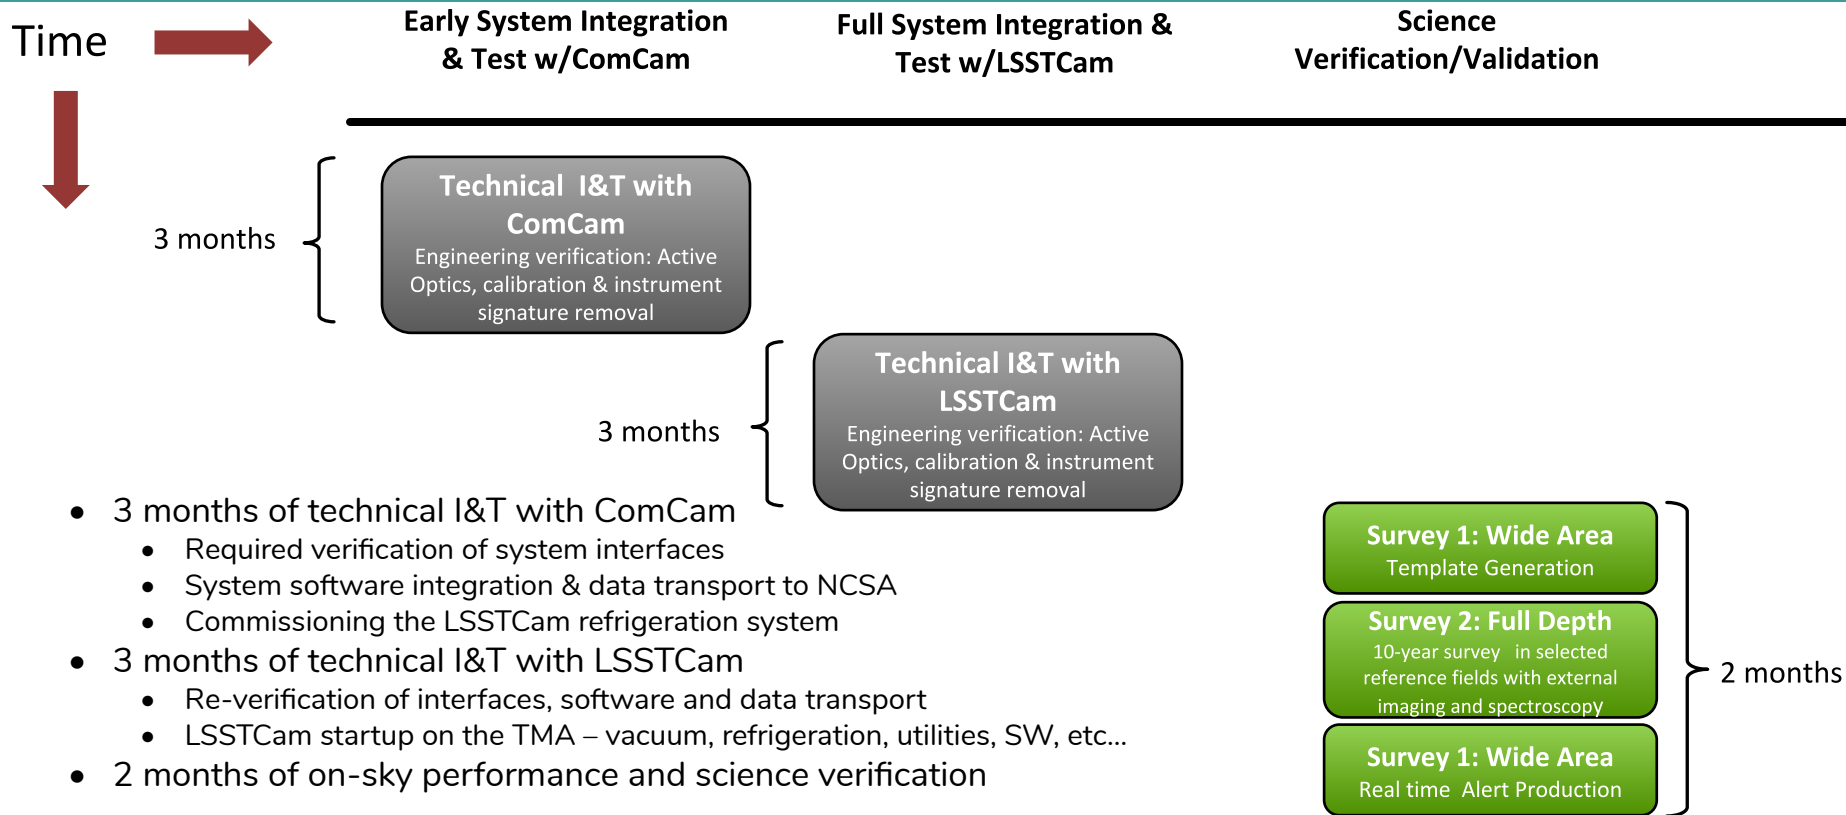 Time
Early System Integration
& Test w/ComCam
Full System Integration &
Test w/LSSTCam
Science
Verification/Validation
3 months
Technical I&T with
ComCam
Engineering verification: Active
Optics, calibration & instrument
signature removal
3 months
Technical I&T with
LSSTCam
Engineering verification: Active
Optics, calibration & instrument
signature removal
• 3 months of technical I&T with ComCam
• Required verification of system interfaces
• System software integration & data transport to NCSA
• Commissioning the LSSTCam refrigeration system
• 3 months of technical I&T with LSSTCam
• Re-verification of interfaces, software and data transport
• LSSTCam startup on the TMA – vacuum, refrigeration, utilities, SW, etc...
• 2 months of on-sky performance and science verification
Survey 1: Wide Area
Template Generation
Survey 2: Full Depth
10-year survey in selected
reference fields with external
imaging and spectroscopy
Survey 1: Wide Area
Real time Alert Production
2 months